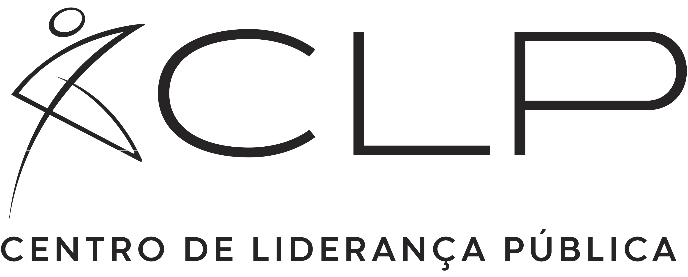 CLP
CENTRO DE LIDERANÇA PÚBLICA